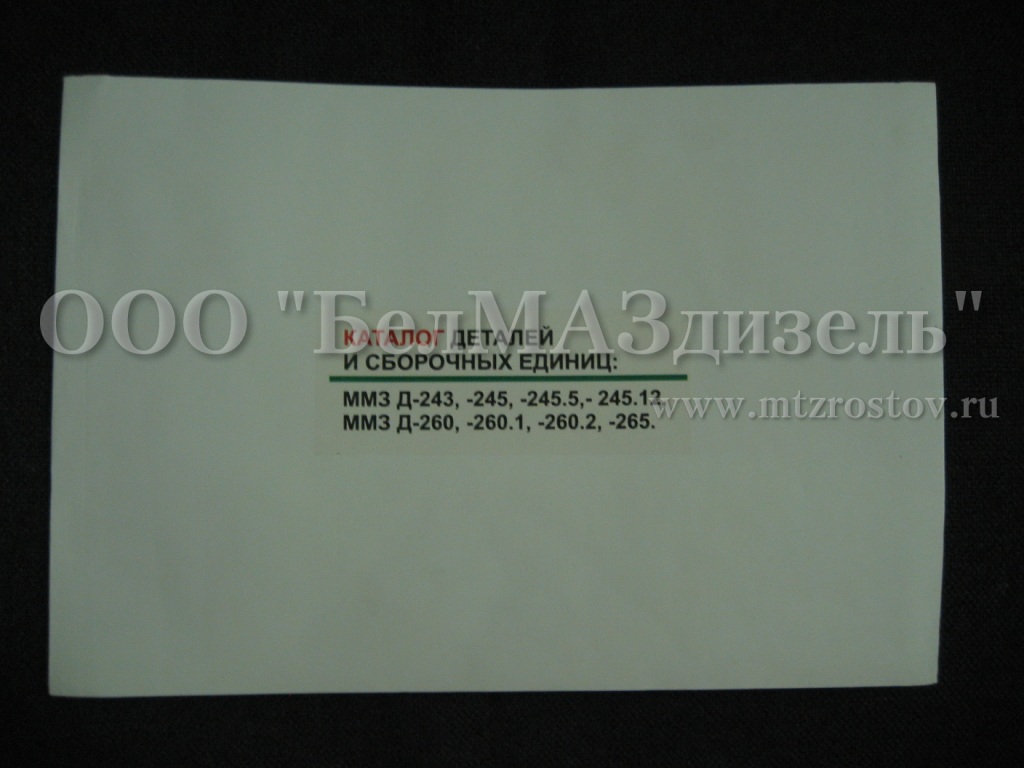 ООО "БелМАЗдизель"
КАТАЛОГ ДЕТАЛЕЙ
И СБОРОЧНЫХ ЕДИНИЦ:
ММЗ Д-243, -245, -245.5,- 245.12
www.mtzrostov.ru
ММЗ Д-260, -260.1, -260.2, -265.